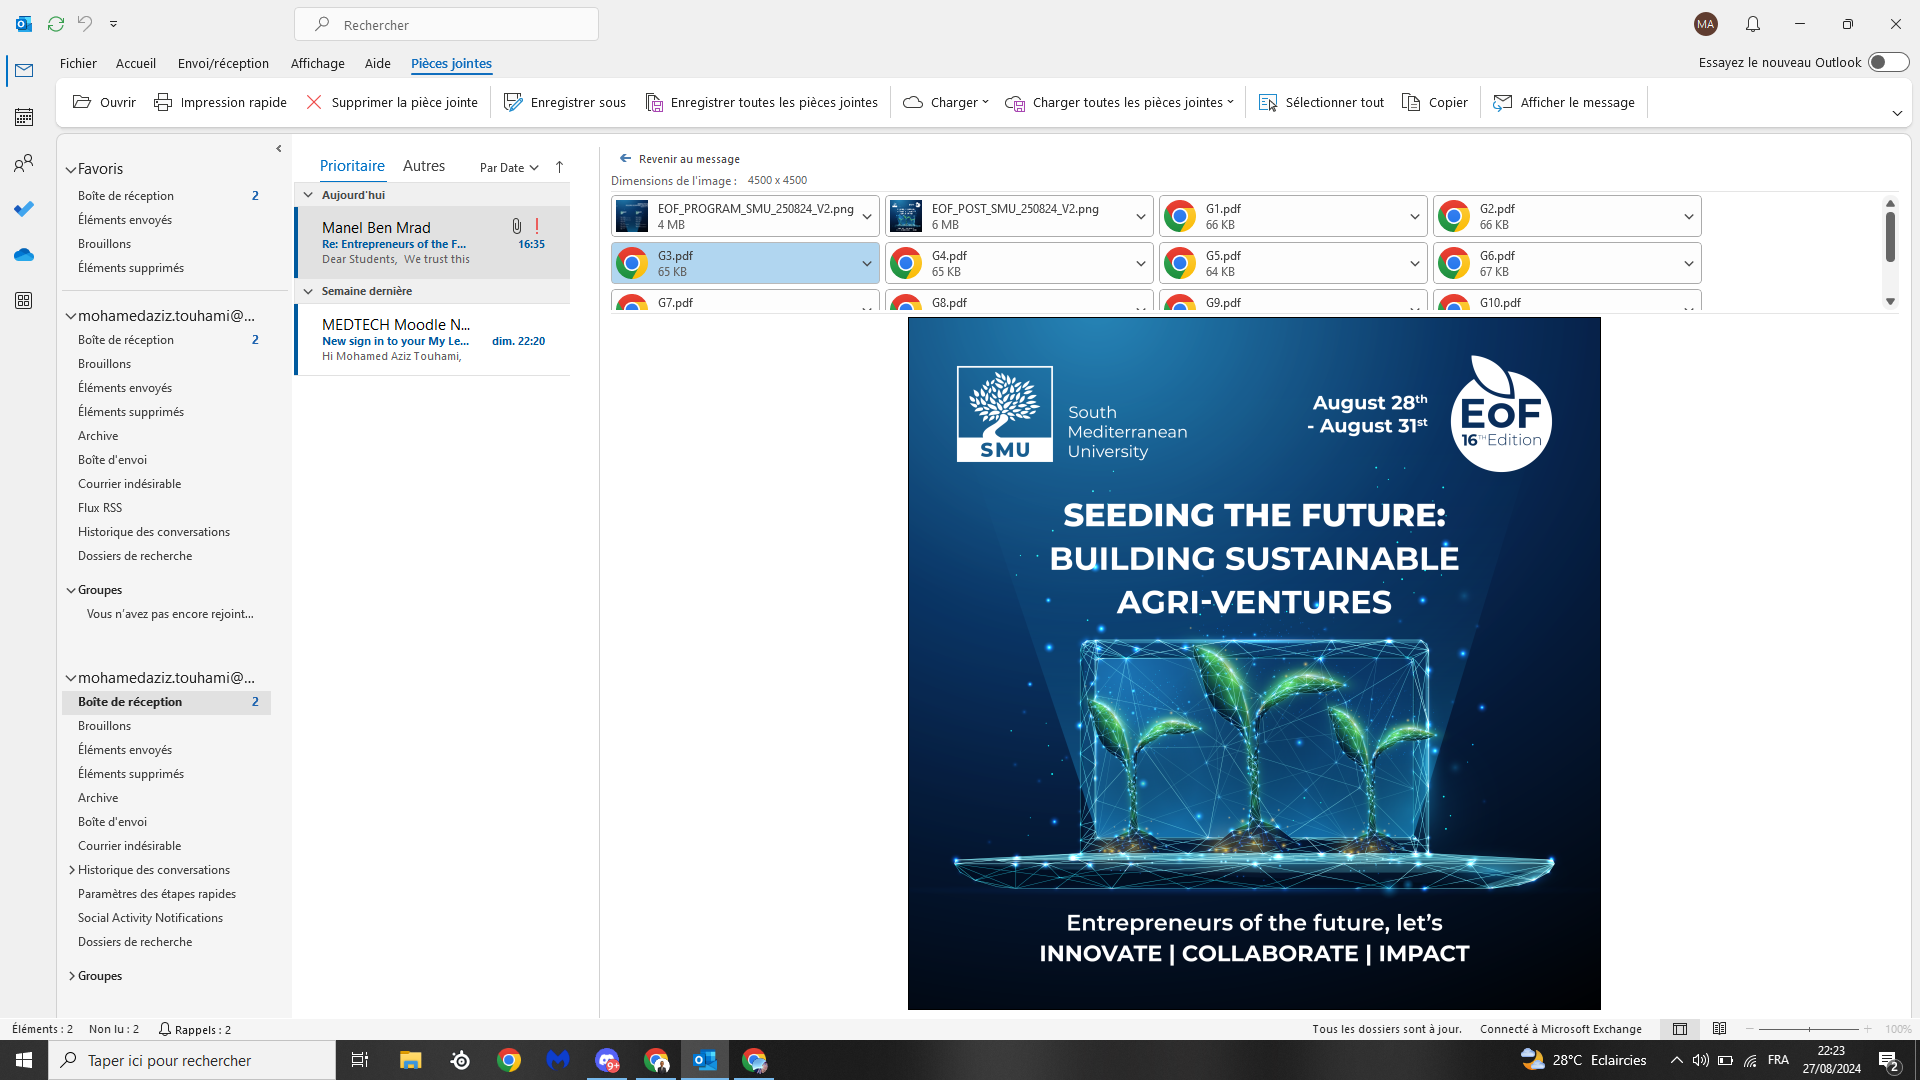 Rechercher
MA
Fichier Accueil Envoi/réception Affichage Aide Pièces jointes
Essayez le nouveau Outlook
Ouvrir Impression rapide Supprimer la pièce jointe Enregistrer sous Enregistrer toutes les pièces jointes Charger Charger toutes les pièces jointes Sélectionner tout Copier Afficher le message
Favoris
Boîte de réception 2
Éléments envoyés
Brouillons
Éléments supprimés
mohamedaziz.touhami@...
Boîte de réception 2
Brouillons
Éléments envoyés
Éléments supprimés
Archive
Boîte d'envoi
Courrier indésirable
Flux RSS
Historique des conversations
Dossiers de recherche
Groupes
Vous n’avez pas encore rejoint...
mohamedaziz.touhami@...
Boîte de réception 2
Brouillons
Éléments envoyés
Éléments supprimés
Archive
Boîte d'envoi
Courrier indésirable
Historique des conversations
Paramètres des étapes rapides
Social Activity Notifications
Dossiers de recherche
Groupes
Prioritaire Autres Par Date
Aujourd'hui
Manel Ben Mrad
Re: Entrepreneurs of the F... 16:35
Dear Students, We trust this
Semaine dernière
MEDTECH Moodle N...
New sign in to your My Le... dim. 22:20
Hi Mohamed Aziz Touhami,
Revenir au message
Dimensions de l'image : 4500 x 4500
EOF_PROGRAM_SMU_250824_V2.png
4 MB
EOF_POST_SMU_250824_V2.png
6 MB
G1.pdf
66 KB
G2.pdf
66 KB
G3.pdf
65 KB
G4.pdf
65 KB
G5.pdf
64 KB
G6.pdf
67 KB
G7.pdf
G8.pdf
G9.pdf
G10.pdf
SMU
South
Mediterranean
University
August 28th
- August 31st
EoF
16TH Edition
SEEDING THE FUTURE:
BUILDING SUSTAINABLE
AGRI-VENTURES
Entrepreneurs of the future, let’s
INNOVATE | COLLABORATE | IMPACT
Éléments : 2 Non lu : 2 Rappels : 2
Tous les dossiers sont à jour. Connecté à Microsoft Exchange
100%
Taper ici pour rechercher
9+
28°C Eclaircies
FRA
22:23
27/08/2024
2